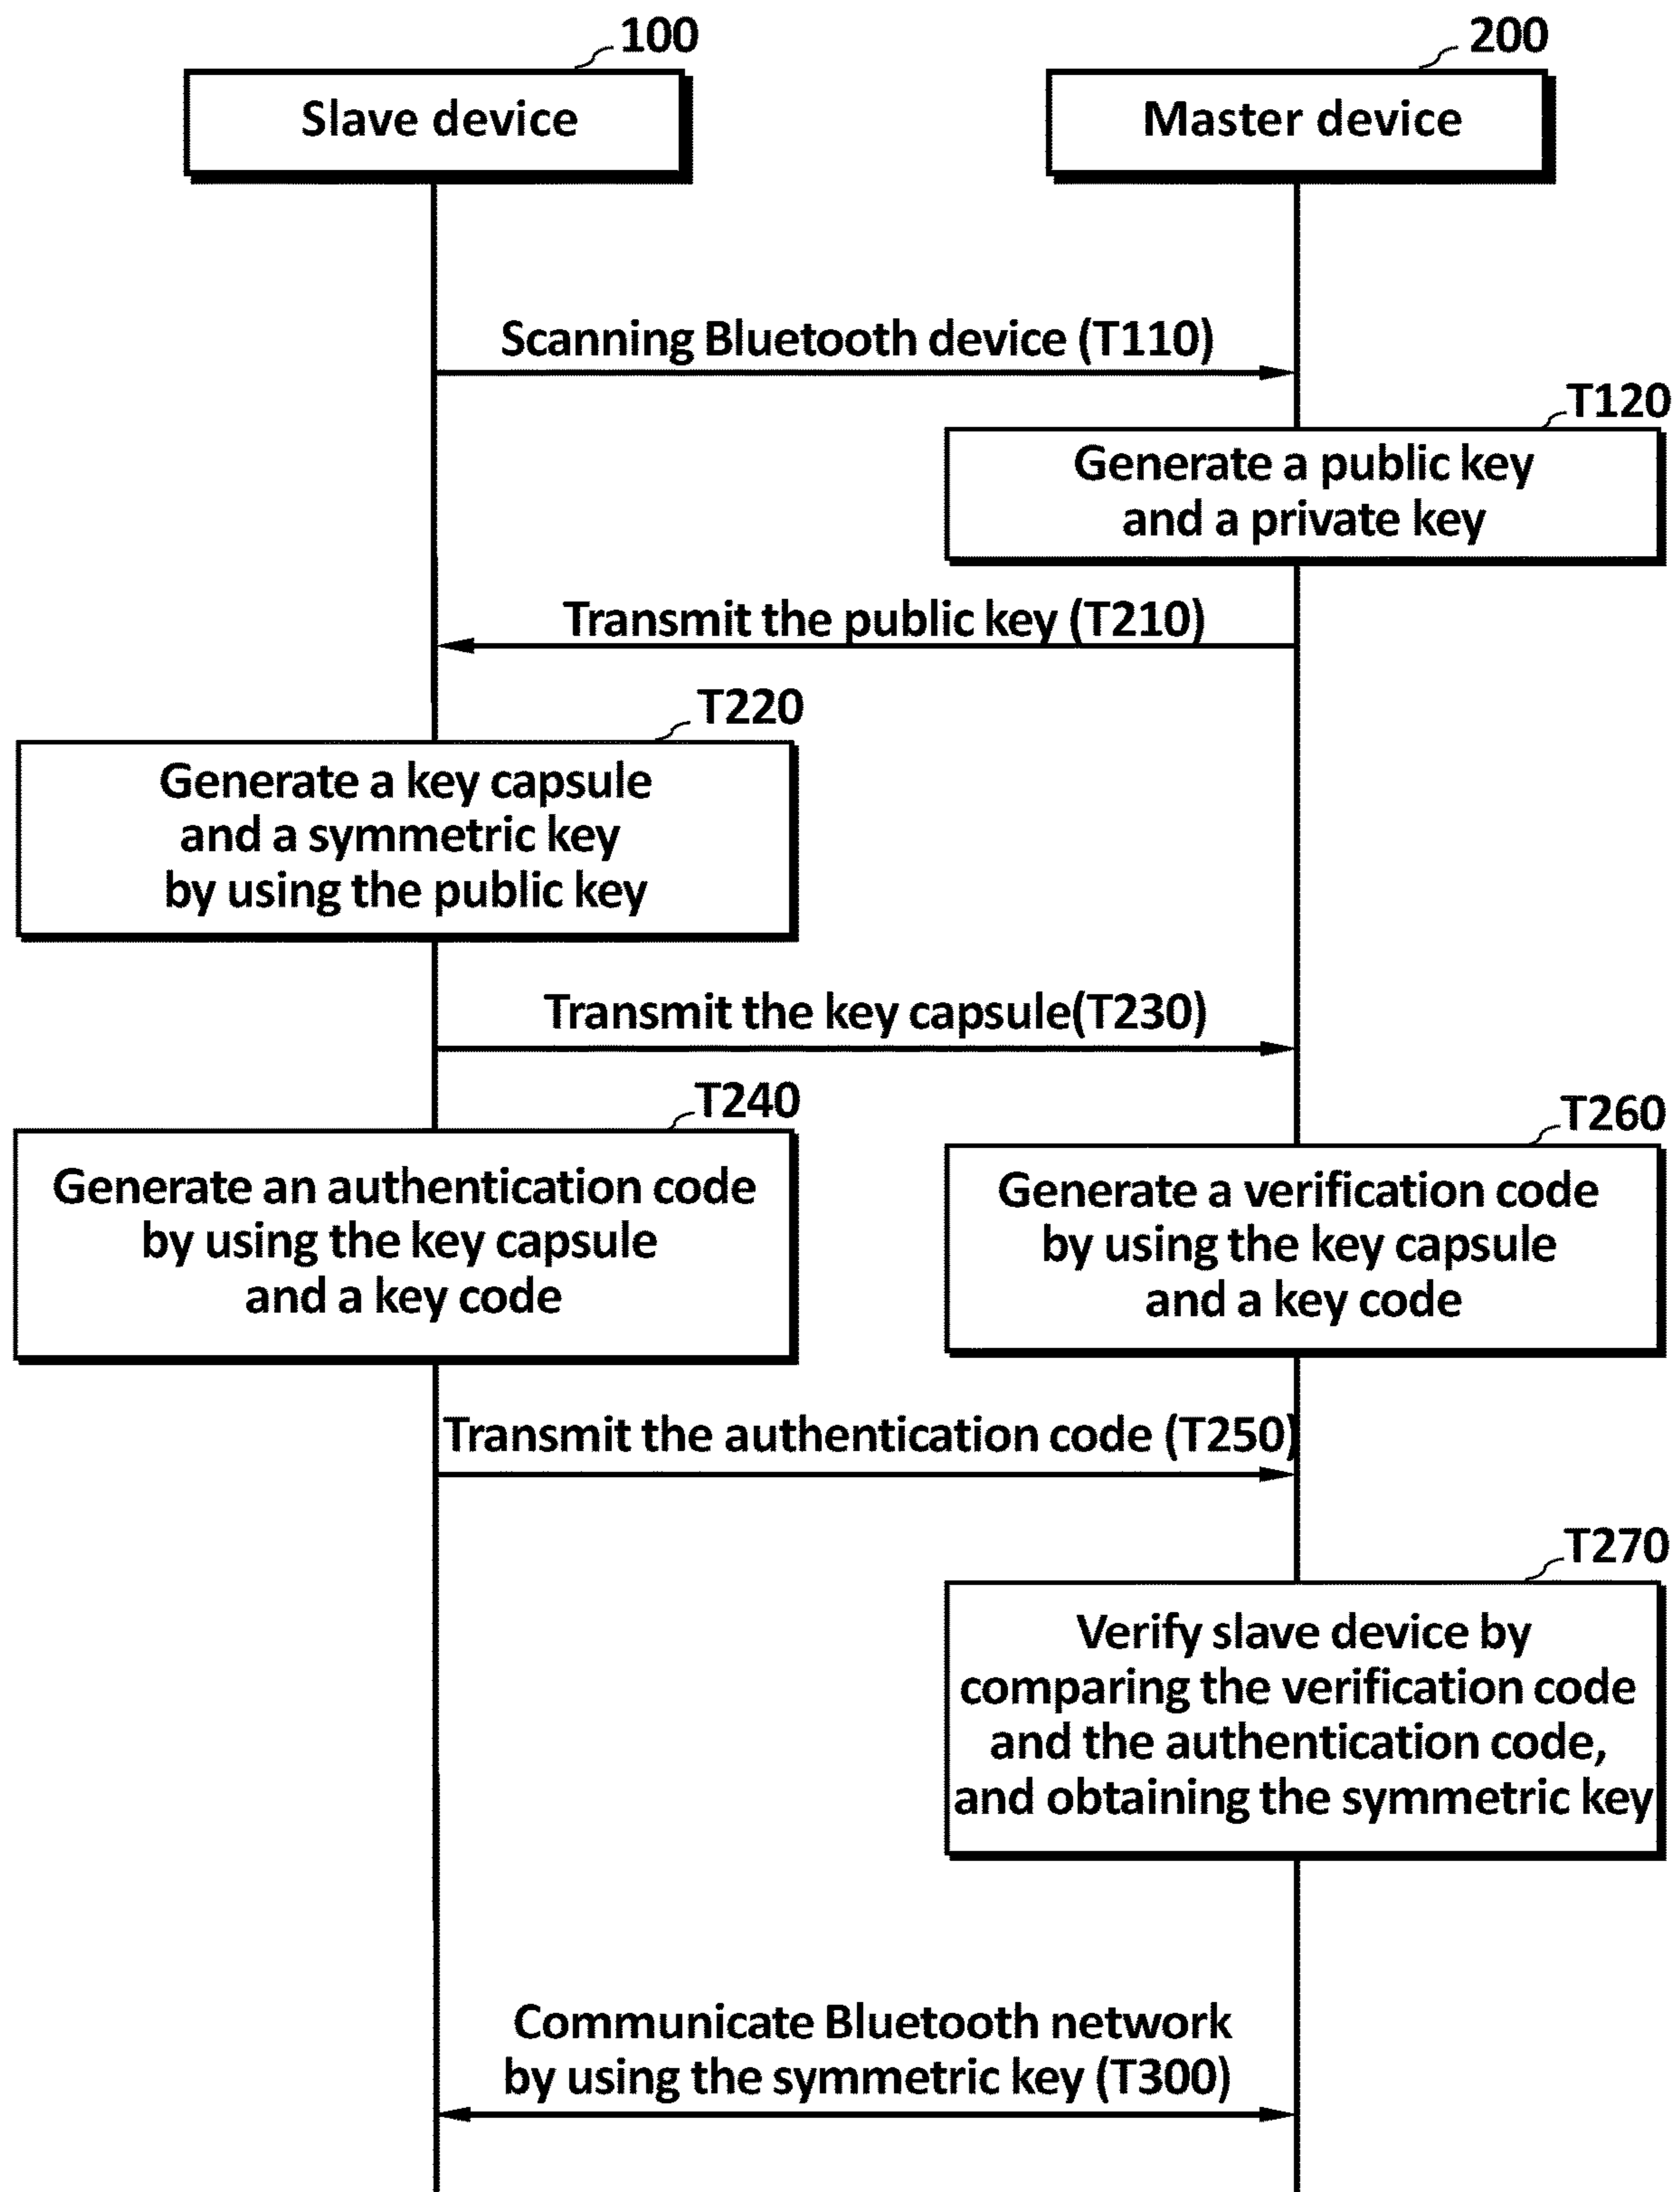 100
200
Slave device
Master device
Scanning Bluetooth device (T110)
T120
Generate a public key
and a private key
Transmit the public key (T210)
T220
Generate a key capsule
and a symmetric key
by using the public key
Transmit the key capsule(T230)
T240
Generate an authentication code
by using the key capsule
and a key code
T260
Generate a verification code
by using the key capsule
and a key code
Transmit the authentication code (T250)
T270
Verify slave device by
comparing the verification code
and the authentication code,
and obtaining the symmetric key
Communicate Bluetooth network
by using the symmetric key (T300)